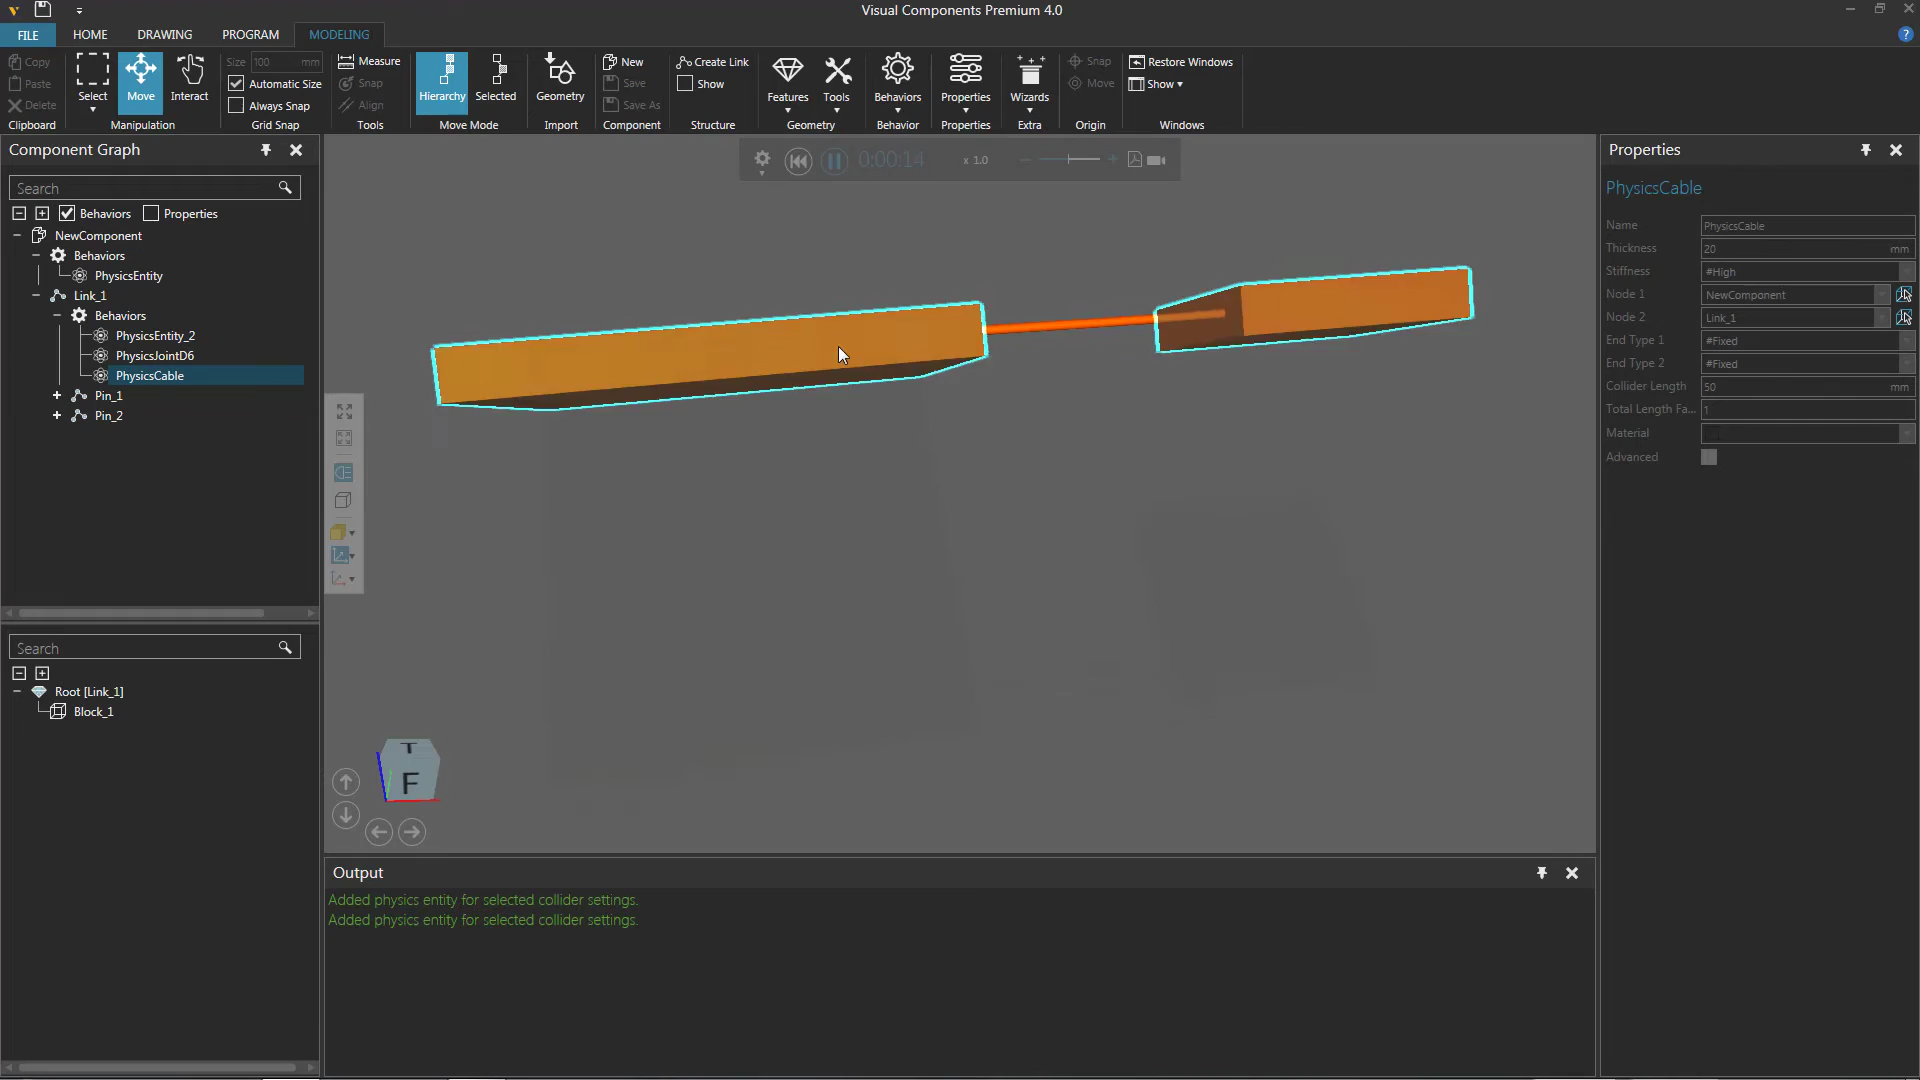 Visual Components Premium 4.0
FILE
HOME
DRAWING
PROGRAM
MODELING
Copy
Paste
Delete
Clipboard
Select
Move
Interact
Manipulation
Size
100
mm
Automatic Size
Always Snap
Grid Snap
Measure
Snap
Align
Tools
Hierarchy
Selected
Move Mode
Geometry
Import
New
Save
Save As
Component
Create Link
Show
Structure
Features
Tools
Geometry
Behaviors
Behavior
Properties
Properties
Wizards
Extra
Snap
Move
Origin
Restore Windows
Show
Windows
Component Graph
Search
Behaviors
Properties
NewComponent
Behaviors
PhysicsEntity
Link_1
Behaviors
PhysicsEntity_2
PhysicsJointD6
PhysicsCable
Pin_1
Pin_2
Search
Root [Link_1]
Block_1
0:00:14
x 1.0
T
F
Output
Added physics entity for selected collider settings.
Added physics entity for selected collider settings.
Properties
PhysicsCable
Name PhysicsCable
Thickness 20 mm
Stiffness #High
Node 1 NewComponent
Node 2 Link_1
End Type 1 #Fixed
End Type 2 #Fixed
Collider Length 50 mm
Total Length Fa... 1
Material
Advanced